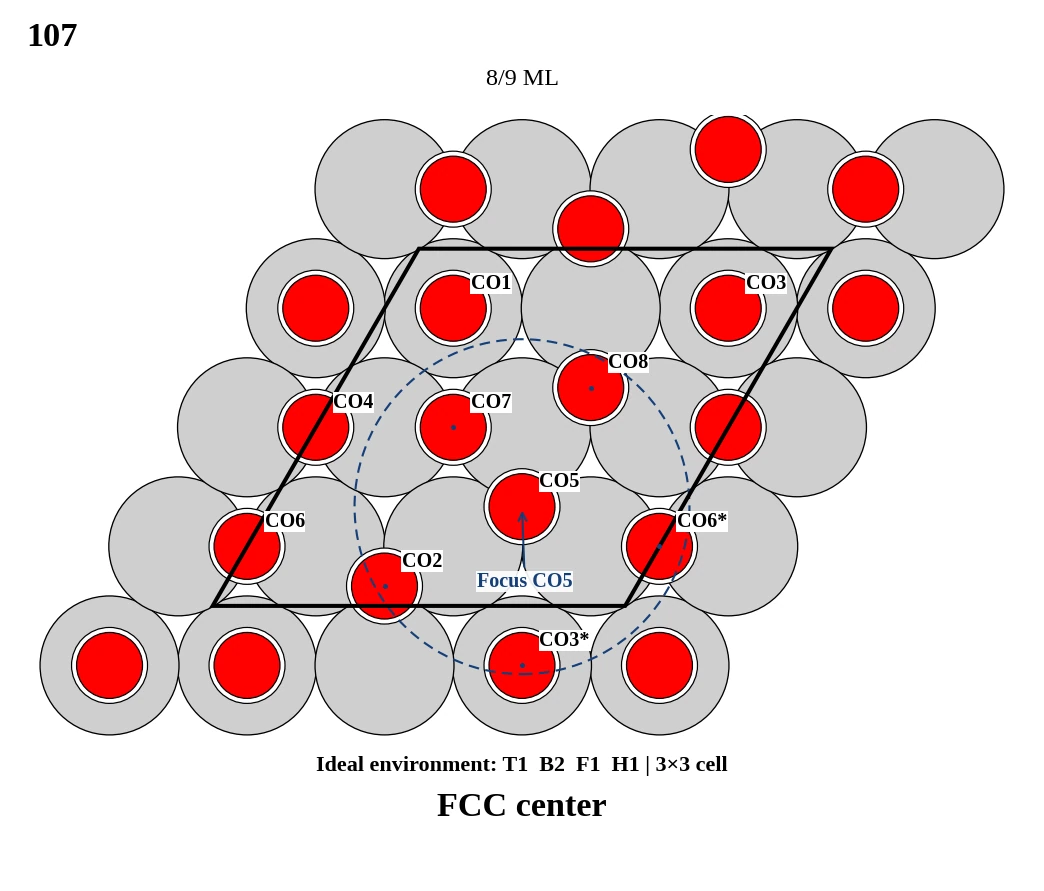 107
8/9 ML
CO1
CO3
CO8
CO4
CO7
CO5
CO6
CO6*
CO2
Focus CO5
CO3*
Ideal environment: T1  B2  F1  H1 | 3×3 cell
FCC center